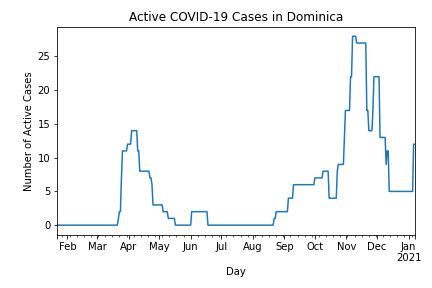 Active COVID-19 Cases in Dominica
Number of Active Cases
25
20
15
10
5
0
Feb Mar Apr May Jun Jul Aug Sep Oct Nov Dec Jan
2021
Day